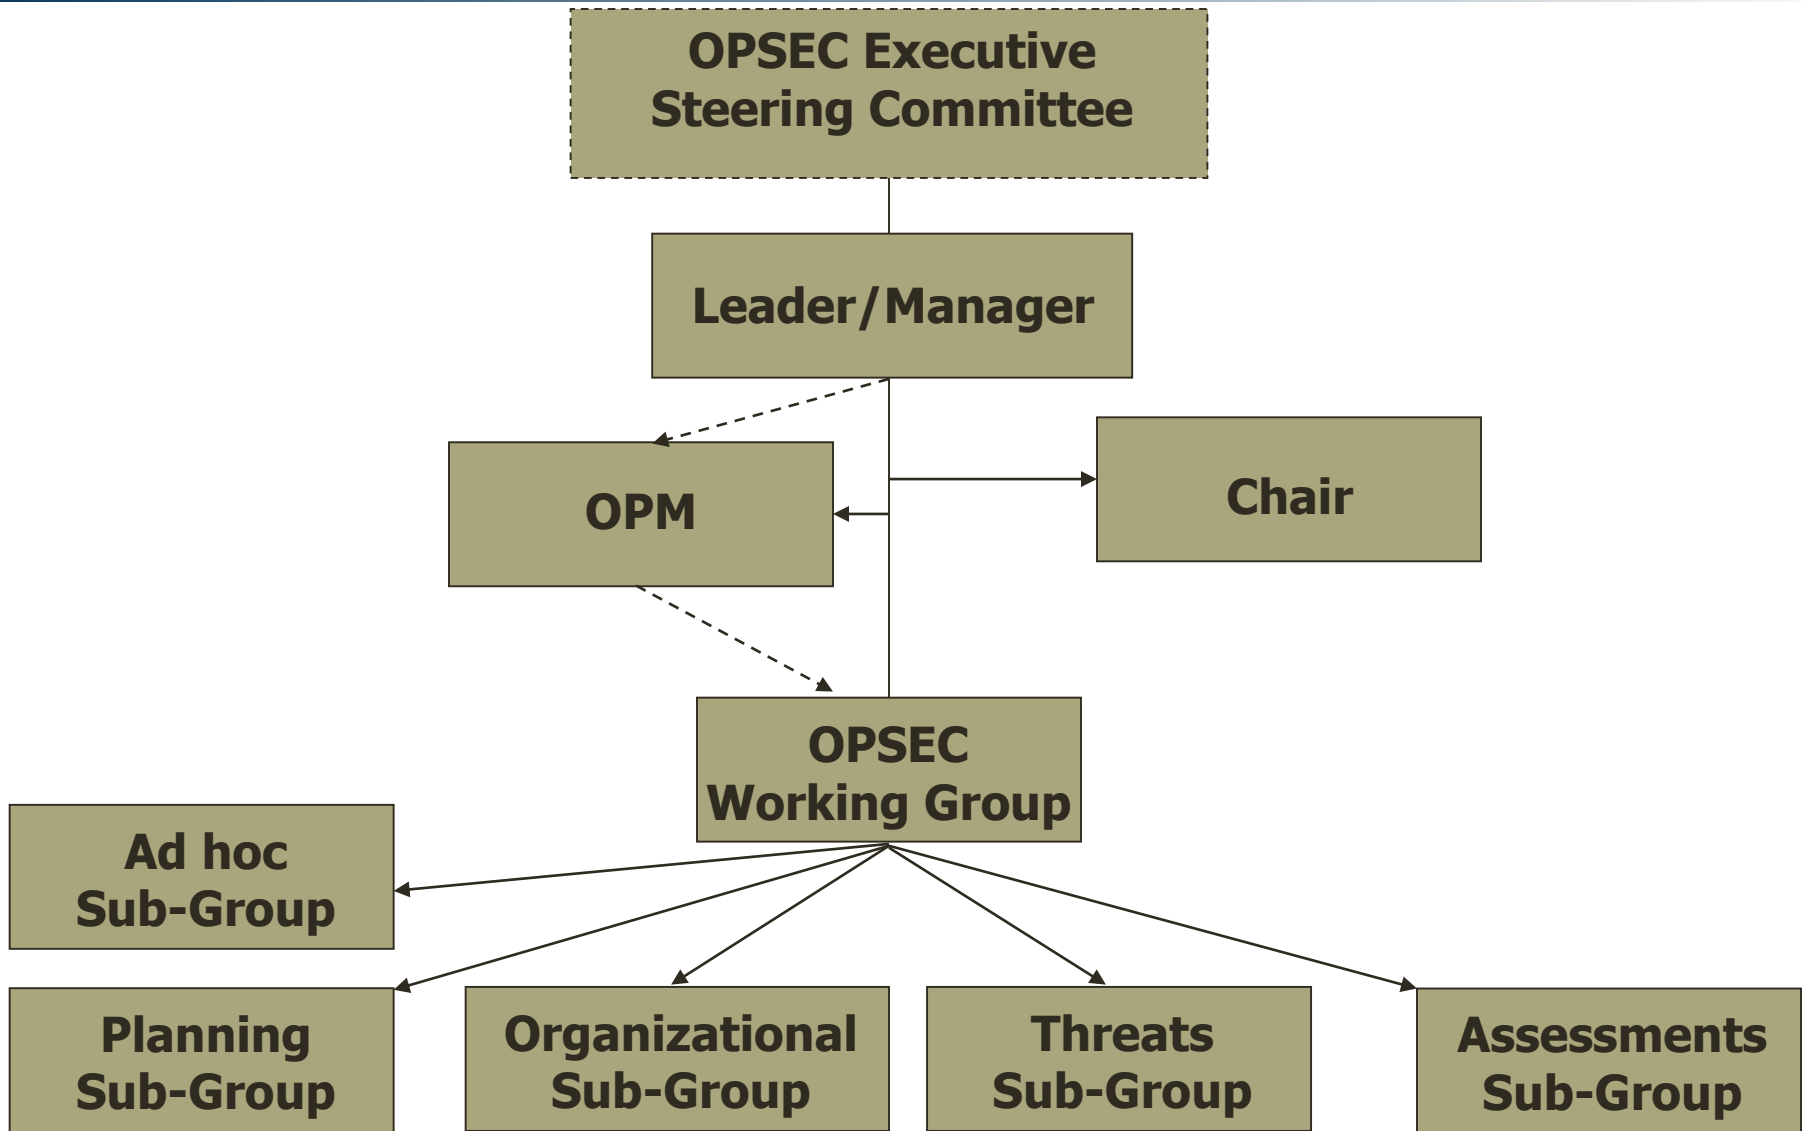 OPSEC Executive
Steering Committee
Leader/Manager
OPM
Chair
OPSEC
Working Group
Ad hoc
Sub-Group
Planning
Sub-Group
Organizational
Sub-Group
Threats
Sub-Group
Assessments
Sub-Group